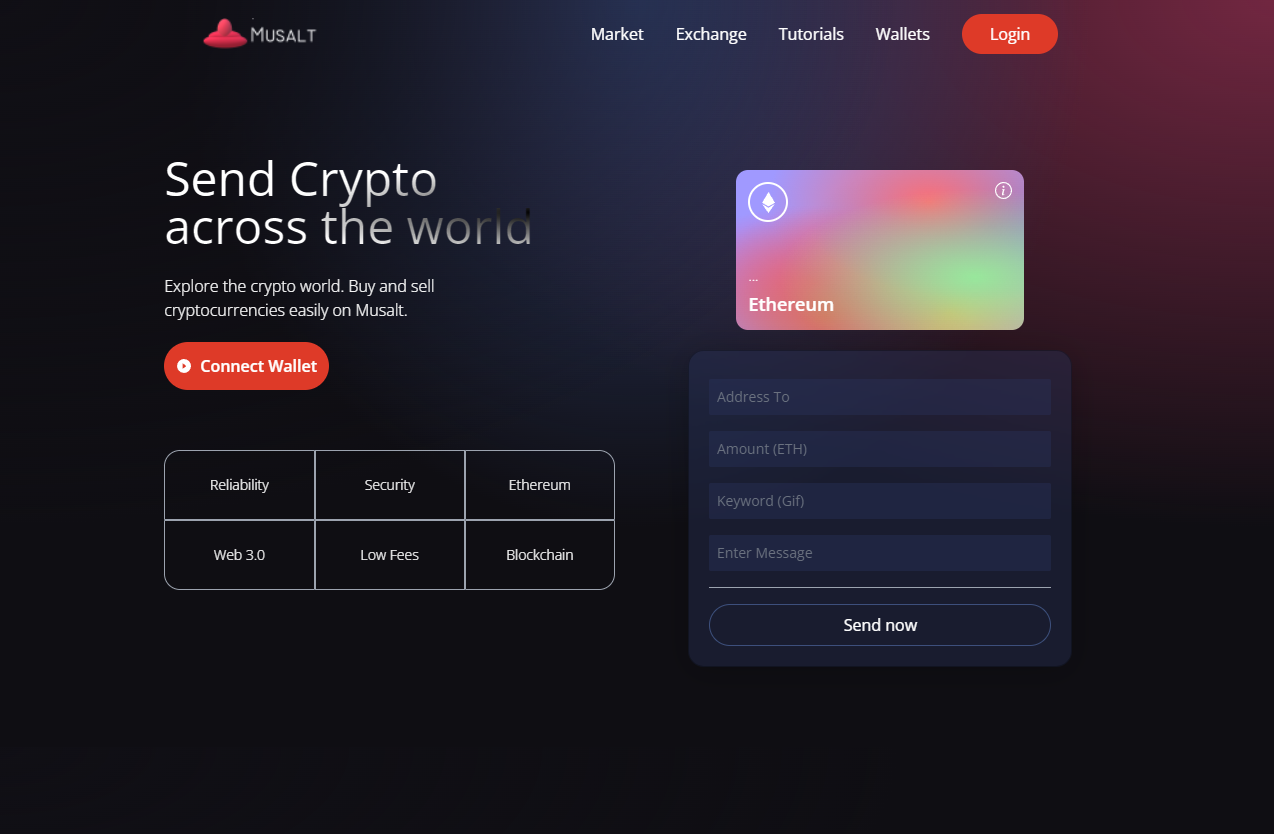 MUSALT
Market
Exchange
Tutorials
Wallets
Login
Send Crypto
across the world
Explore the crypto world. Buy and sell
cryptocurrencies easily on Musalt.
Connect Wallet
Reliability
Security
Ethereum
Web 3.0
Low Fees
Blockchain
...
Ethereum
Address To
Amount (ETH)
Keyword (Gif)
Enter Message
Send now